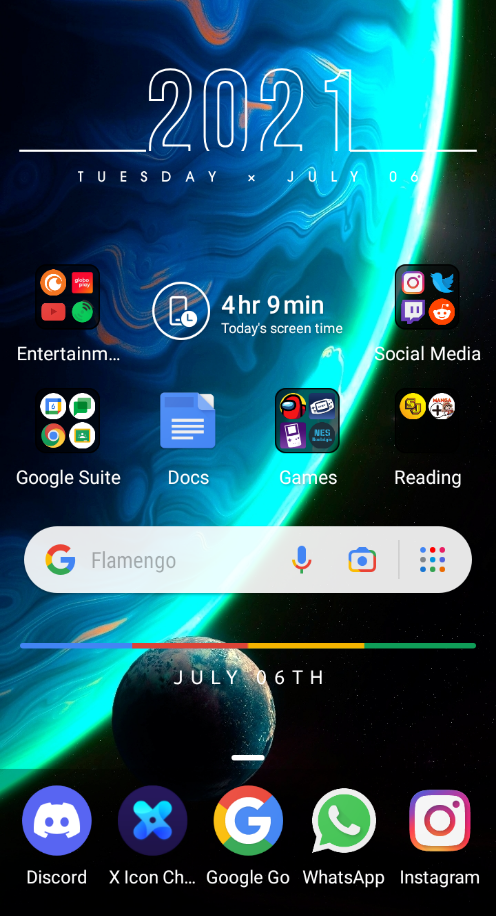 2021
TUESDAY × JULY 06
globo
play
4hr 9min
Today's screen time
Entertainm...
Social Media
NES
Google Suite
Docs
Games
Reading
MANGA
Flamengo
JULY 06TH
Discord
X Icon Ch...
Google Go
WhatsApp
Instagram